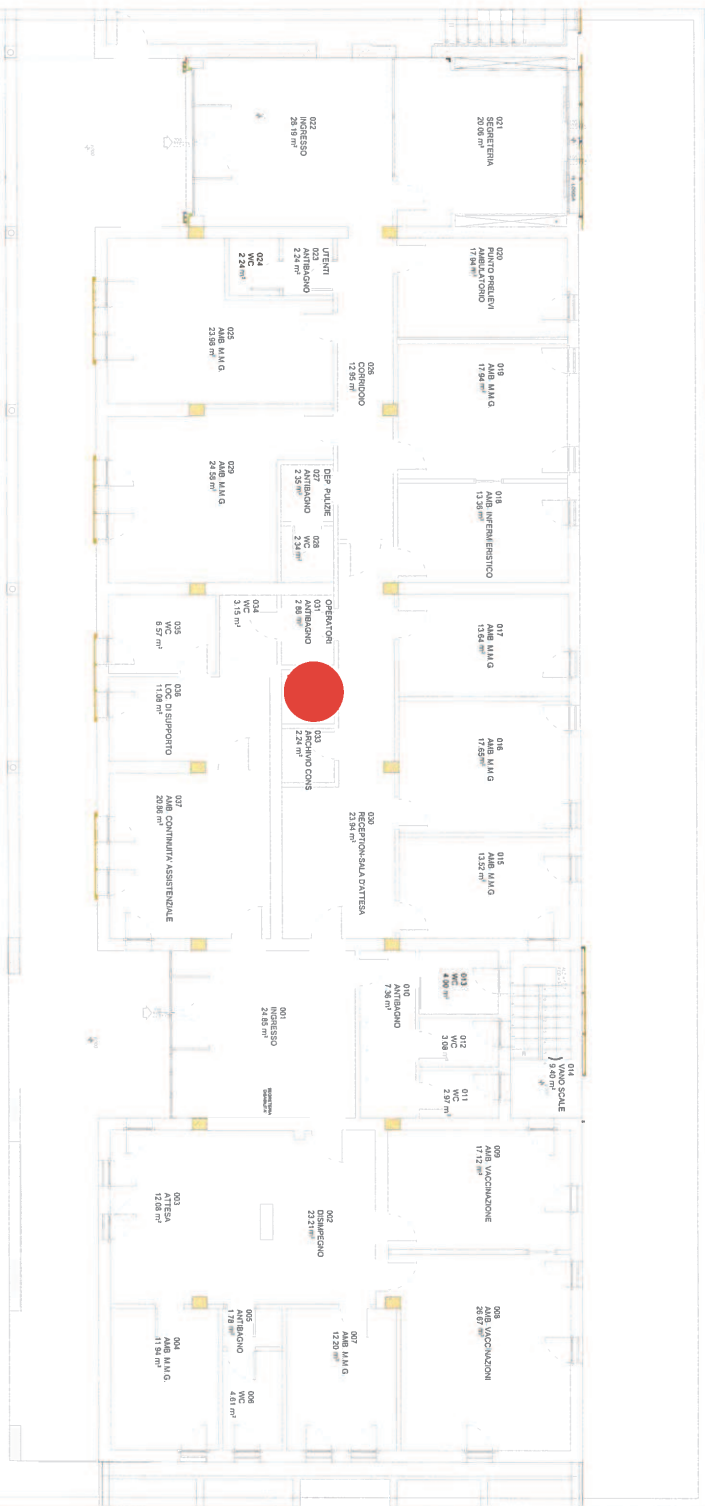 022
INGRESSO
26.19 m²
021
SEGRETERIA
20.06 m²
UTENTI
023
ANTIBAGNO
2.24 m²
024
WC
2.24 m²
020
PUNTO PRELIEVI
AMBULATORIO
17.94 m²
025
AMB. M.M.G.
23.98 m²
026
CORRIDOIO
12.95 m²
019
AMB. M.M.G
17.94 m²
029
AMB. M.M.G.
24.58 m²
DEP. PULIZIE
027
ANTIBAGNO
2.35 m²
028
WC
2.34 m²
018
AMB. INFERMIERISTICO
13.36 m²
035
WC
6.57 m²
034
WC
3.15 m²
OPERATORI
031
ANTIBAGNO
2.88 m²
017
AMB. M.M.G
13.64 m²
036
LOC. DI SUPPORTO
11.08 m²
033
ARCHIVIO CONS.
2.24 m²
016
AMB. M.M.G
17.65 m²
037
AMB. CONTINUITA' ASSISTENZIALE
20.86 m²
030
RECEPTION-SALA D'ATTESA
23.94 m²
015
AMB. M.M.G
13.52 m²
001
INGRESSO
24.85 m²
010
ANTIBAGNO
7.36 m²
013
WC
4.00 m²
012
WC
3.08 m²
011
WC
2.97 m²
014
VANO SCALE
9.40 m²
003
ATTESA
12.08 m²
002
DISIMPEGNO
23.21 m²
009
AMB. VACCINAZIONE
17.12 m²
004
AMB. M.M.G.
11.94 m²
005
ANTIBAGNO
1.78 m²
006
WC
4.61 m²
007
AMB. M.M.G
12.20 m²
008
AMB. VACCINAZIONI
26.67 m²